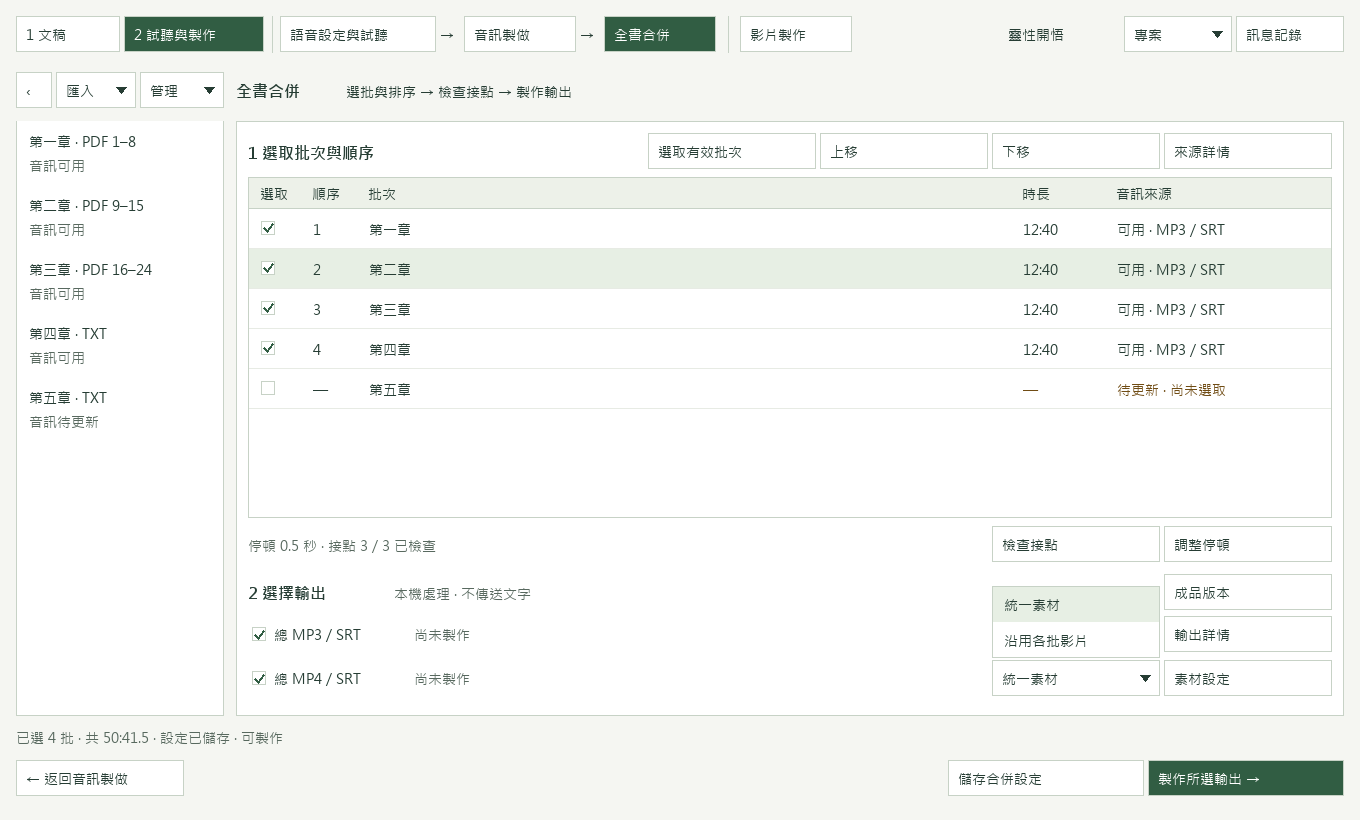 1 文稿
2 試聽與製作
語音設定與試聽 →
音訊製做 →
全書合併
影片製作
靈性開悟
專案
訊息記錄
‹
匯入
管理
全書合併
選批與排序 → 檢查接點 → 製作輸出
第一章 · PDF 1–8
音訊可用
第二章 · PDF 9–15
音訊可用
第三章 · PDF 16–24
音訊可用
第四章 · TXT
音訊可用
第五章 · TXT
音訊待更新
1 選取批次與順序
選取有效批次
上移
下移
來源詳情
選取 順序 批次 時長 音訊來源
1 第一章 12:40 可用 · MP3 / SRT
2 第二章 12:40 可用 · MP3 / SRT
3 第三章 12:40 可用 · MP3 / SRT
4 第四章 12:40 可用 · MP3 / SRT
— 第五章 — 待更新 · 尚未選取
停頓 0.5 秒 · 接點 3 / 3 已檢查
檢查接點
調整停頓
2 選擇輸出
本機處理 · 不傳送文字
成品版本
統一素材
沿用各批影片
總 MP3 / SRT 尚未製作
輸出詳情
總 MP4 / SRT 尚未製作
統一素材
素材設定
已選 4 批 · 共 50:41.5 · 設定已儲存 · 可製作
← 返回音訊製做
儲存合併設定
製作所選輸出 →